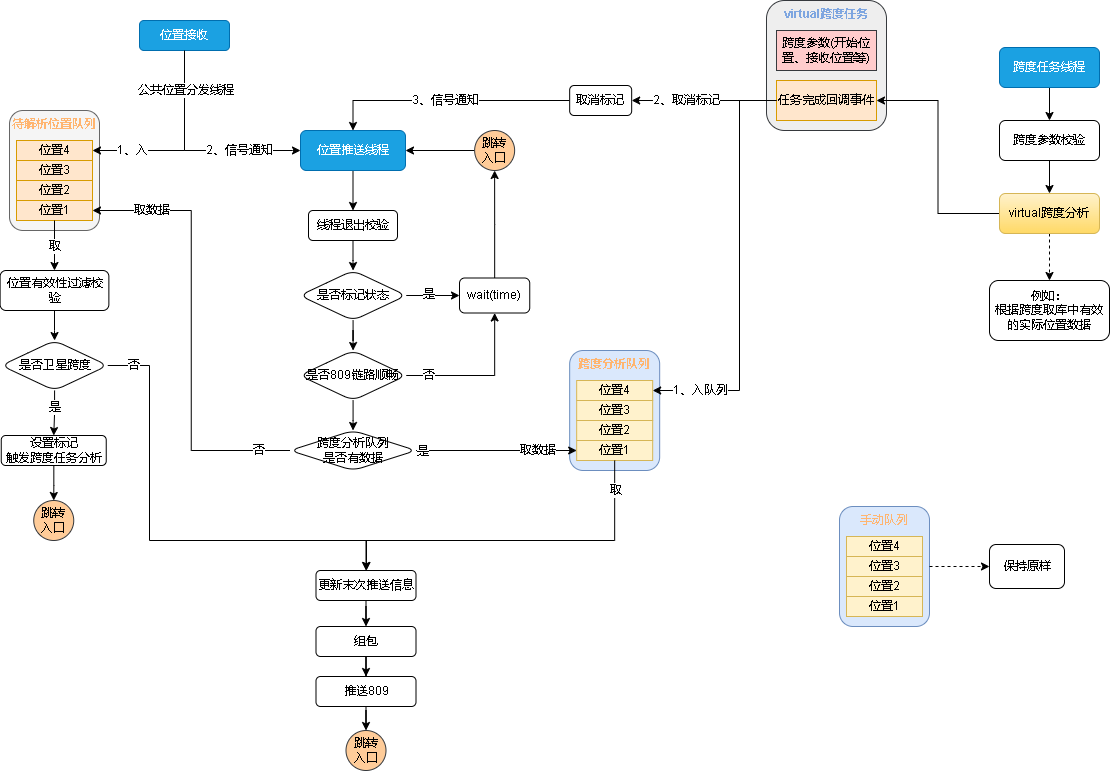 位置接收
公共位置分发线程
待解析位置队列
位置4
位置3
位置2
位置1
1、入
2、信号通知
取数据
取
位置有效性过滤校
验
是否卫星跨度
否
是
设置标记
触发跨度任务分析
跳转
入口
3、信号通知
取消标记
2、取消标记
位置推送线程
跳转
入口
线程退出校验
是否标记状态
是
wait(time)
是否809链路顺畅
否
跨度分析队列
是否有数据
否
是
取数据
跨度分析队列
位置4
位置3
位置2
位置1
1、入队列
取
更新末次推送信息
组包
推送809
跳转
入口
virtual跨度任务
跨度参数(开始位
置、接收位置等)
任务完成回调事件
跨度任务线程
跨度参数校验
virtual跨度分析
例如：
根据跨度取库中有效
的实际位置数据
手动队列
位置4
位置3
位置2
位置1
保持原样